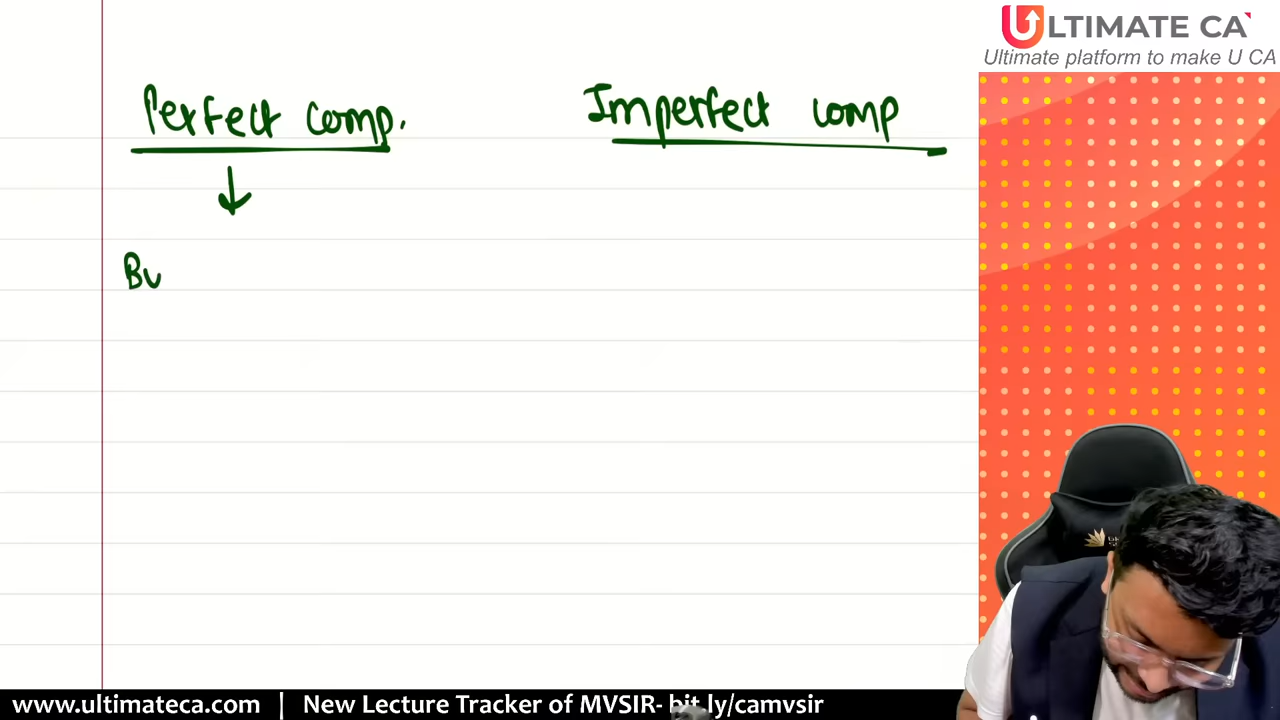 ULTIMATE CA
Ultimate platform to make U CA
Perfect comp.
Imperfect comp
Bu
www.ultimateca.com | New Lecture Tracker of MVSIR- bit.ly/camvsir